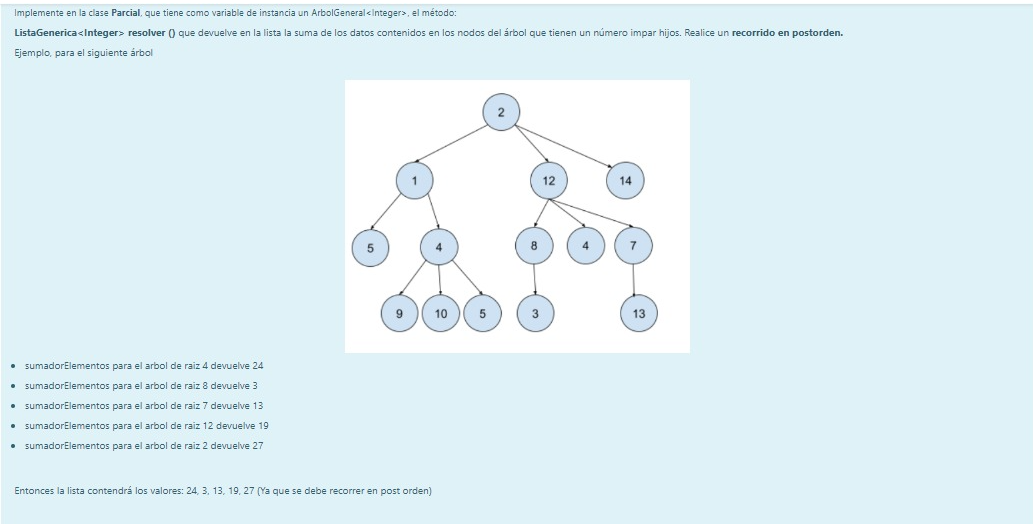 Implemente en la clase Parcial, que tiene como variable de instancia un ArbolGeneral<Integer>, el método:
ListaGenerica<Integer> resolver () que devuelve en la lista la suma de los datos contenidos en los nodos del árbol que tienen un número impar hijos. Realice un recorrido en postorden.
Ejemplo, para el siguiente árbol
2
1 12 14
5 4 8 4 7
9 10 5 3 13
• sumadorElementos para el arbol de raiz 4 devuelve 24
• sumadorElementos para el arbol de raiz 8 devuelve 3
• sumadorElementos para el arbol de raiz 7 devuelve 13
• sumadorElementos para el arbol de raiz 12 devuelve 19
• sumadorElementos para el arbol de raiz 2 devuelve 27
Entonces la lista contendrá los valores: 24, 3, 13, 19, 27 (Ya que se debe recorrer en post orden)